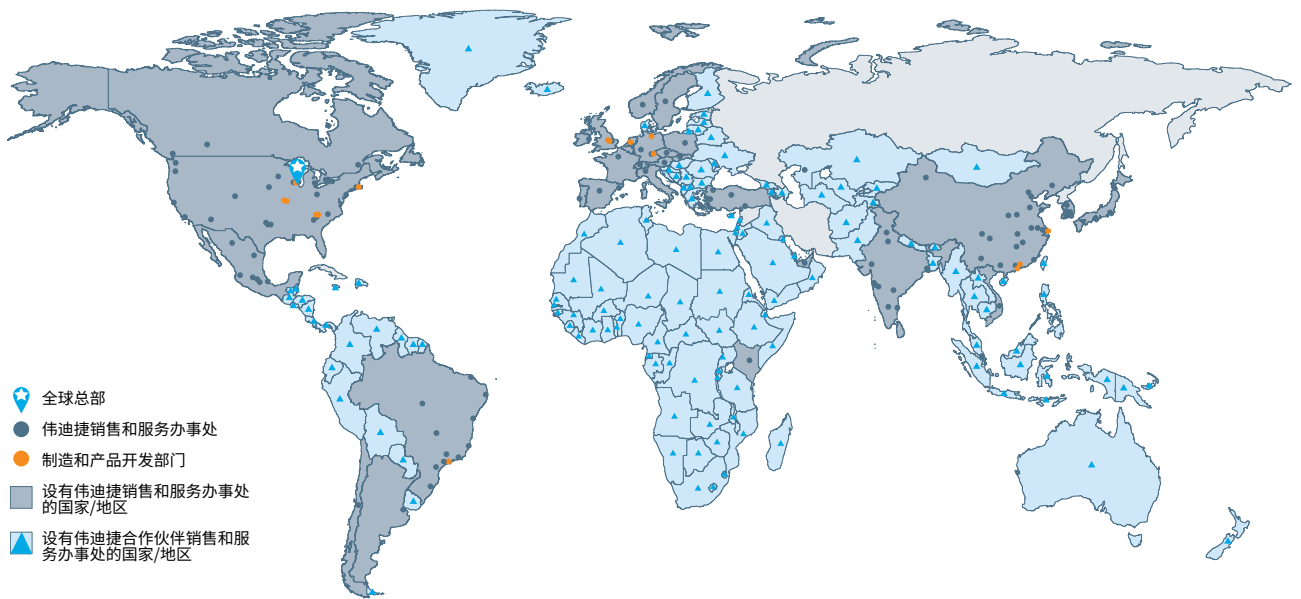 全球总部
伟迪捷销售和服务办事处
制造和产品开发部门
设有伟迪捷销售和服务办事处
的国家/地区
设有伟迪捷合作伙伴销售和服
务办事处的国家/地区